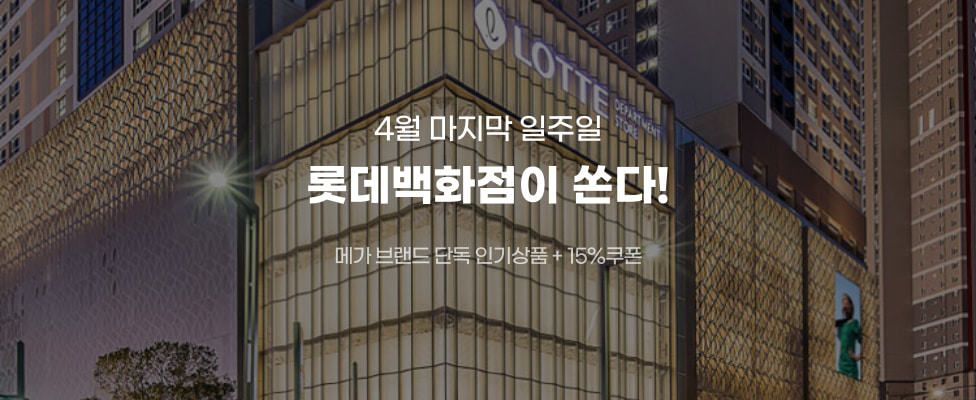 LOTTE
DEPARTMENT
STORE
4월 마지막 일주일
롯데백화점이 쏜다!
메가 브랜드 단독 인기상품 + 15%쿠폰